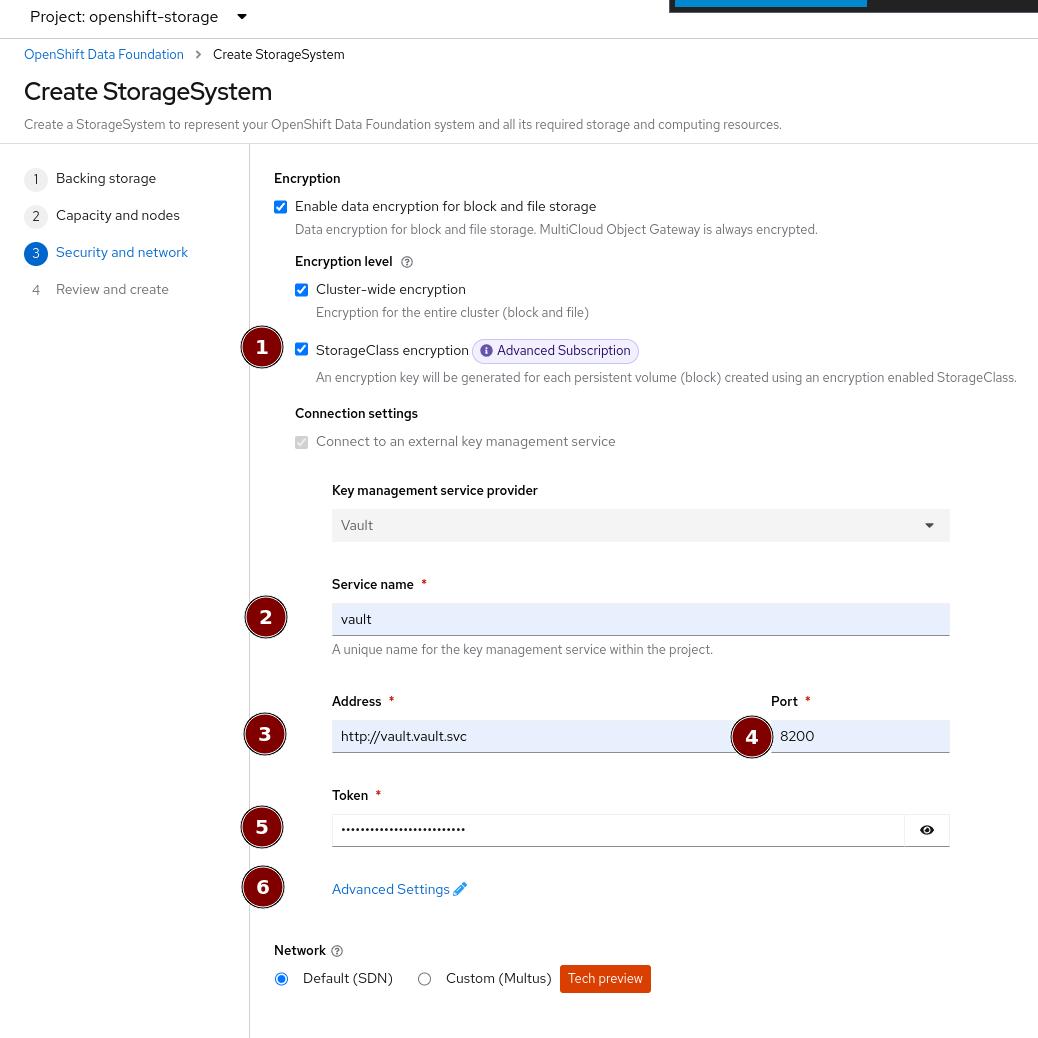 Project: openshift-storage
OpenShift Data Foundation > Create StorageSystem
Create StorageSystem
Create a StorageSystem to represent your OpenShift Data Foundation system and all its required storage and computing resources.
1 Backing storage
2 Capacity and nodes
3 Security and network
4 Review and create
Encryption
Enable data encryption for block and file storage
Data encryption for block and file storage. MultiCloud Object Gateway is always encrypted.
Encryption level
Cluster-wide encryption
Encryption for the entire cluster (block and file)
1 StorageClass encryption Advanced Subscription
An encryption key will be generated for each persistent volume (block) created using an encryption enabled StorageClass.
Connection settings
Connect to an external key management service
Key management service provider
Vault
Service name *
2 vault
A unique name for the key management service within the project.
Address * Port *
3 http://vault.vault.svc 4 8200
Token *
5 ••••••••••••••••••••••••••
6 Advanced Settings
Network
Default (SDN) Custom (Multus) Tech preview